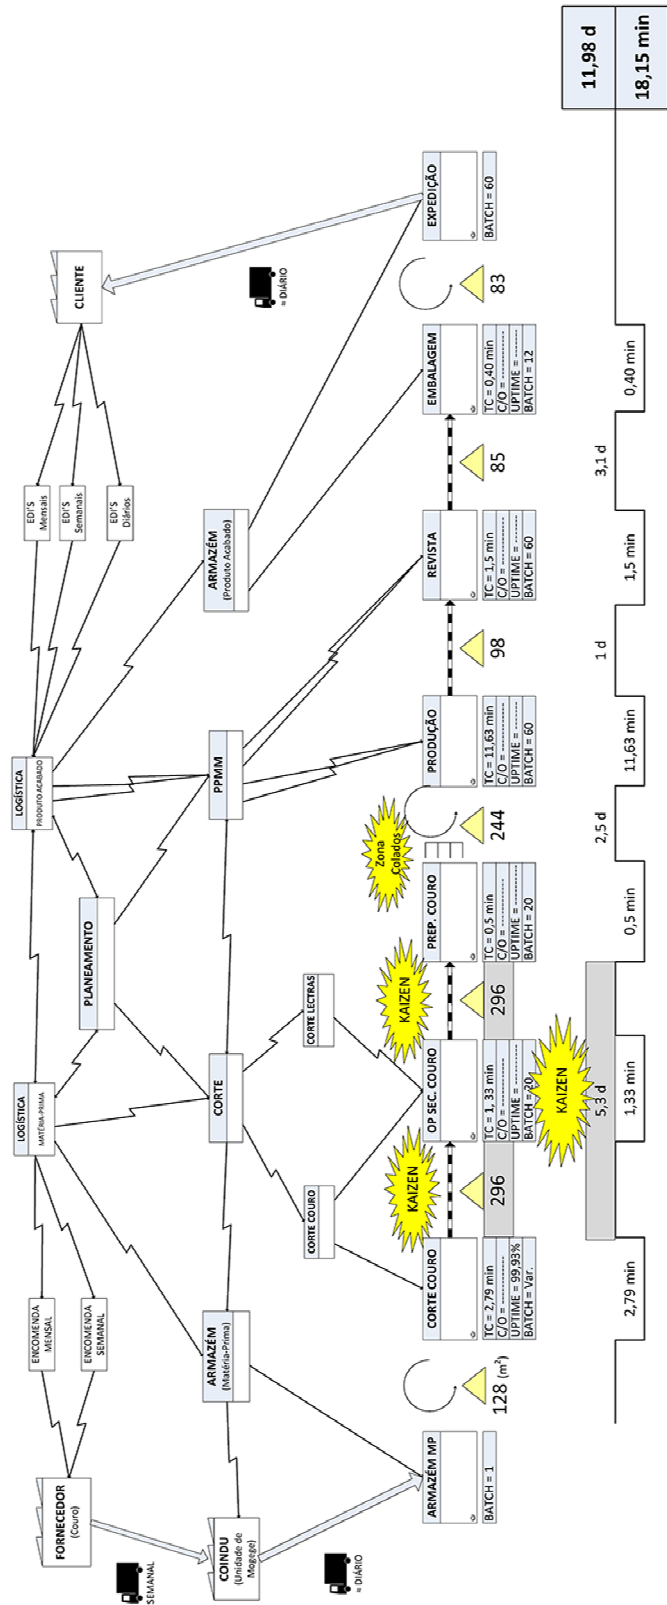 FORNECEDOR
(Couro)
ENCOMENDA
MENSAL
ENCOMENDA
SEMANAL
LOGÍSTICA
MATÉRIA-PRIMA
LOGÍSTICA
PRODUTO ACABADO
EDI'S
Mensais
EDI'S
Semanais
EDI'S
Diários
CLIENTE
PLANEAMENTO
SEMANAL
COINDU
(Unidade de
Mogege)
ARMAZÉM
(Matéria-Prima)
CORTE
PPMM
ARMAZÉM
(Produto Acabado)
CORTE COURO
CORTE LECTRAS
≈ DIÁRIO
≈ DIÁRIO
KAIZEN
KAIZEN
Zona
Colados
ARMAZÉM MP
BATCH = 1
128 (m²)
CORTE COURO
TC = 2,79 min
C/O = ------------
UPTIME = 99,93%
BATCH = Var.
296
OP SEC. COURO
TC = 1, 33 min
C/O = ------------
UPTIME = --------
BATCH = 20
296
PREP. COURO
TC = 0,5 min
C/O = ------------
UPTIME = --------
BATCH = 20
244
PRODUÇÃO
TC = 11,63 min
C/O = ------------
UPTIME = --------
BATCH = 60
98
REVISTA
TC = 1,5 min
C/O = ------------
UPTIME = --------
BATCH = 60
85
EMBALAGEM
TC = 0,40 min
C/O = ------------
UPTIME = --------
BATCH = 12
83
EXPEDIÇÃO
BATCH = 60
KAIZEN
5,3 d
2,5 d
1 d
3,1 d
11,98 d
2,79 min
1,33 min
0,5 min
11,63 min
1,5 min
0,40 min
18,15 min